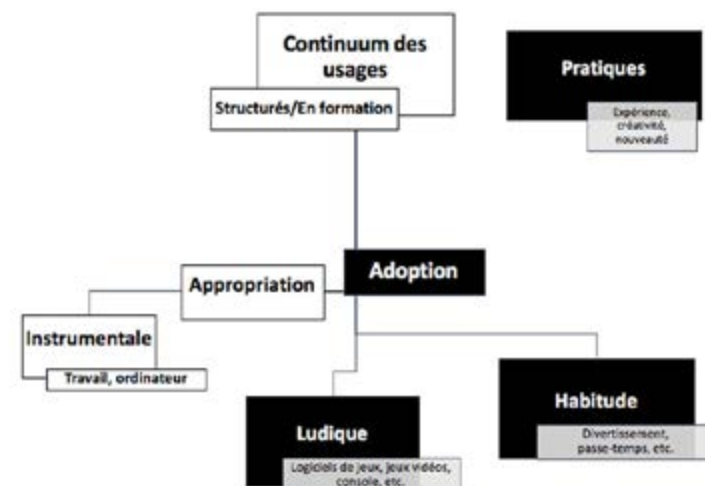 Continuum des
usages
Structurés/En formation
Pratiques
Expérience,
créativité,
nouveauté
Adoption
Appropriation
Instrumentale
Travail, ordinateur
Ludique
Logiciels de jeux, jeux vidéos,
console, etc.
Habitude
Divertissement,
passe-temps, etc.